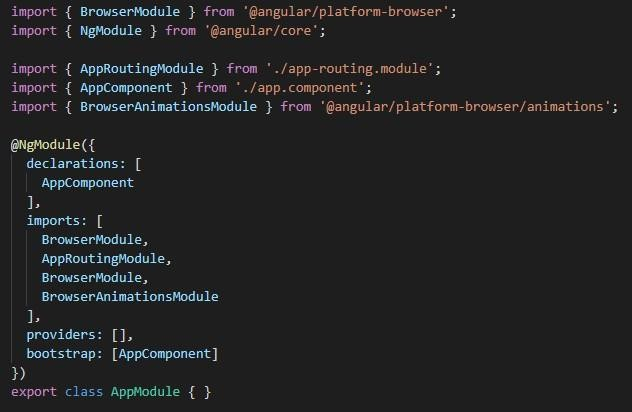 import { BrowserModule } from '@angular/platform-browser';
import { NgModule } from '@angular/core';
import { AppRoutingModule } from './app-routing.module';
import { AppComponent } from './app.component';
import { BrowserAnimationsModule } from '@angular/platform-browser/animations';
@NgModule({
  declarations: [
    AppComponent
  ],
  imports: [
    BrowserModule,
    AppRoutingModule,
    BrowserModule,
    BrowserAnimationsModule
  ],
  providers: [],
  bootstrap: [AppComponent]
})
export class AppModule { }